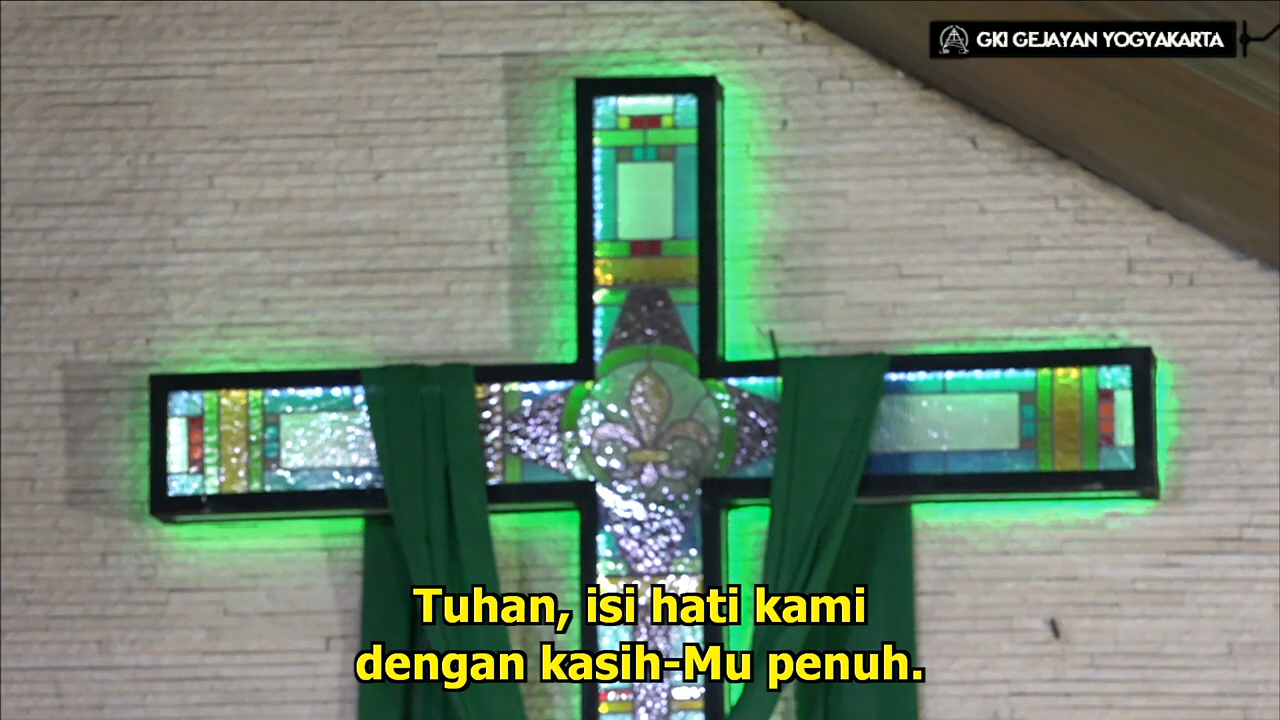 GKI GEJAYAN YOGYAKARTA
Tuhan, isi hati kami
dengan kasih-Mu penuh.